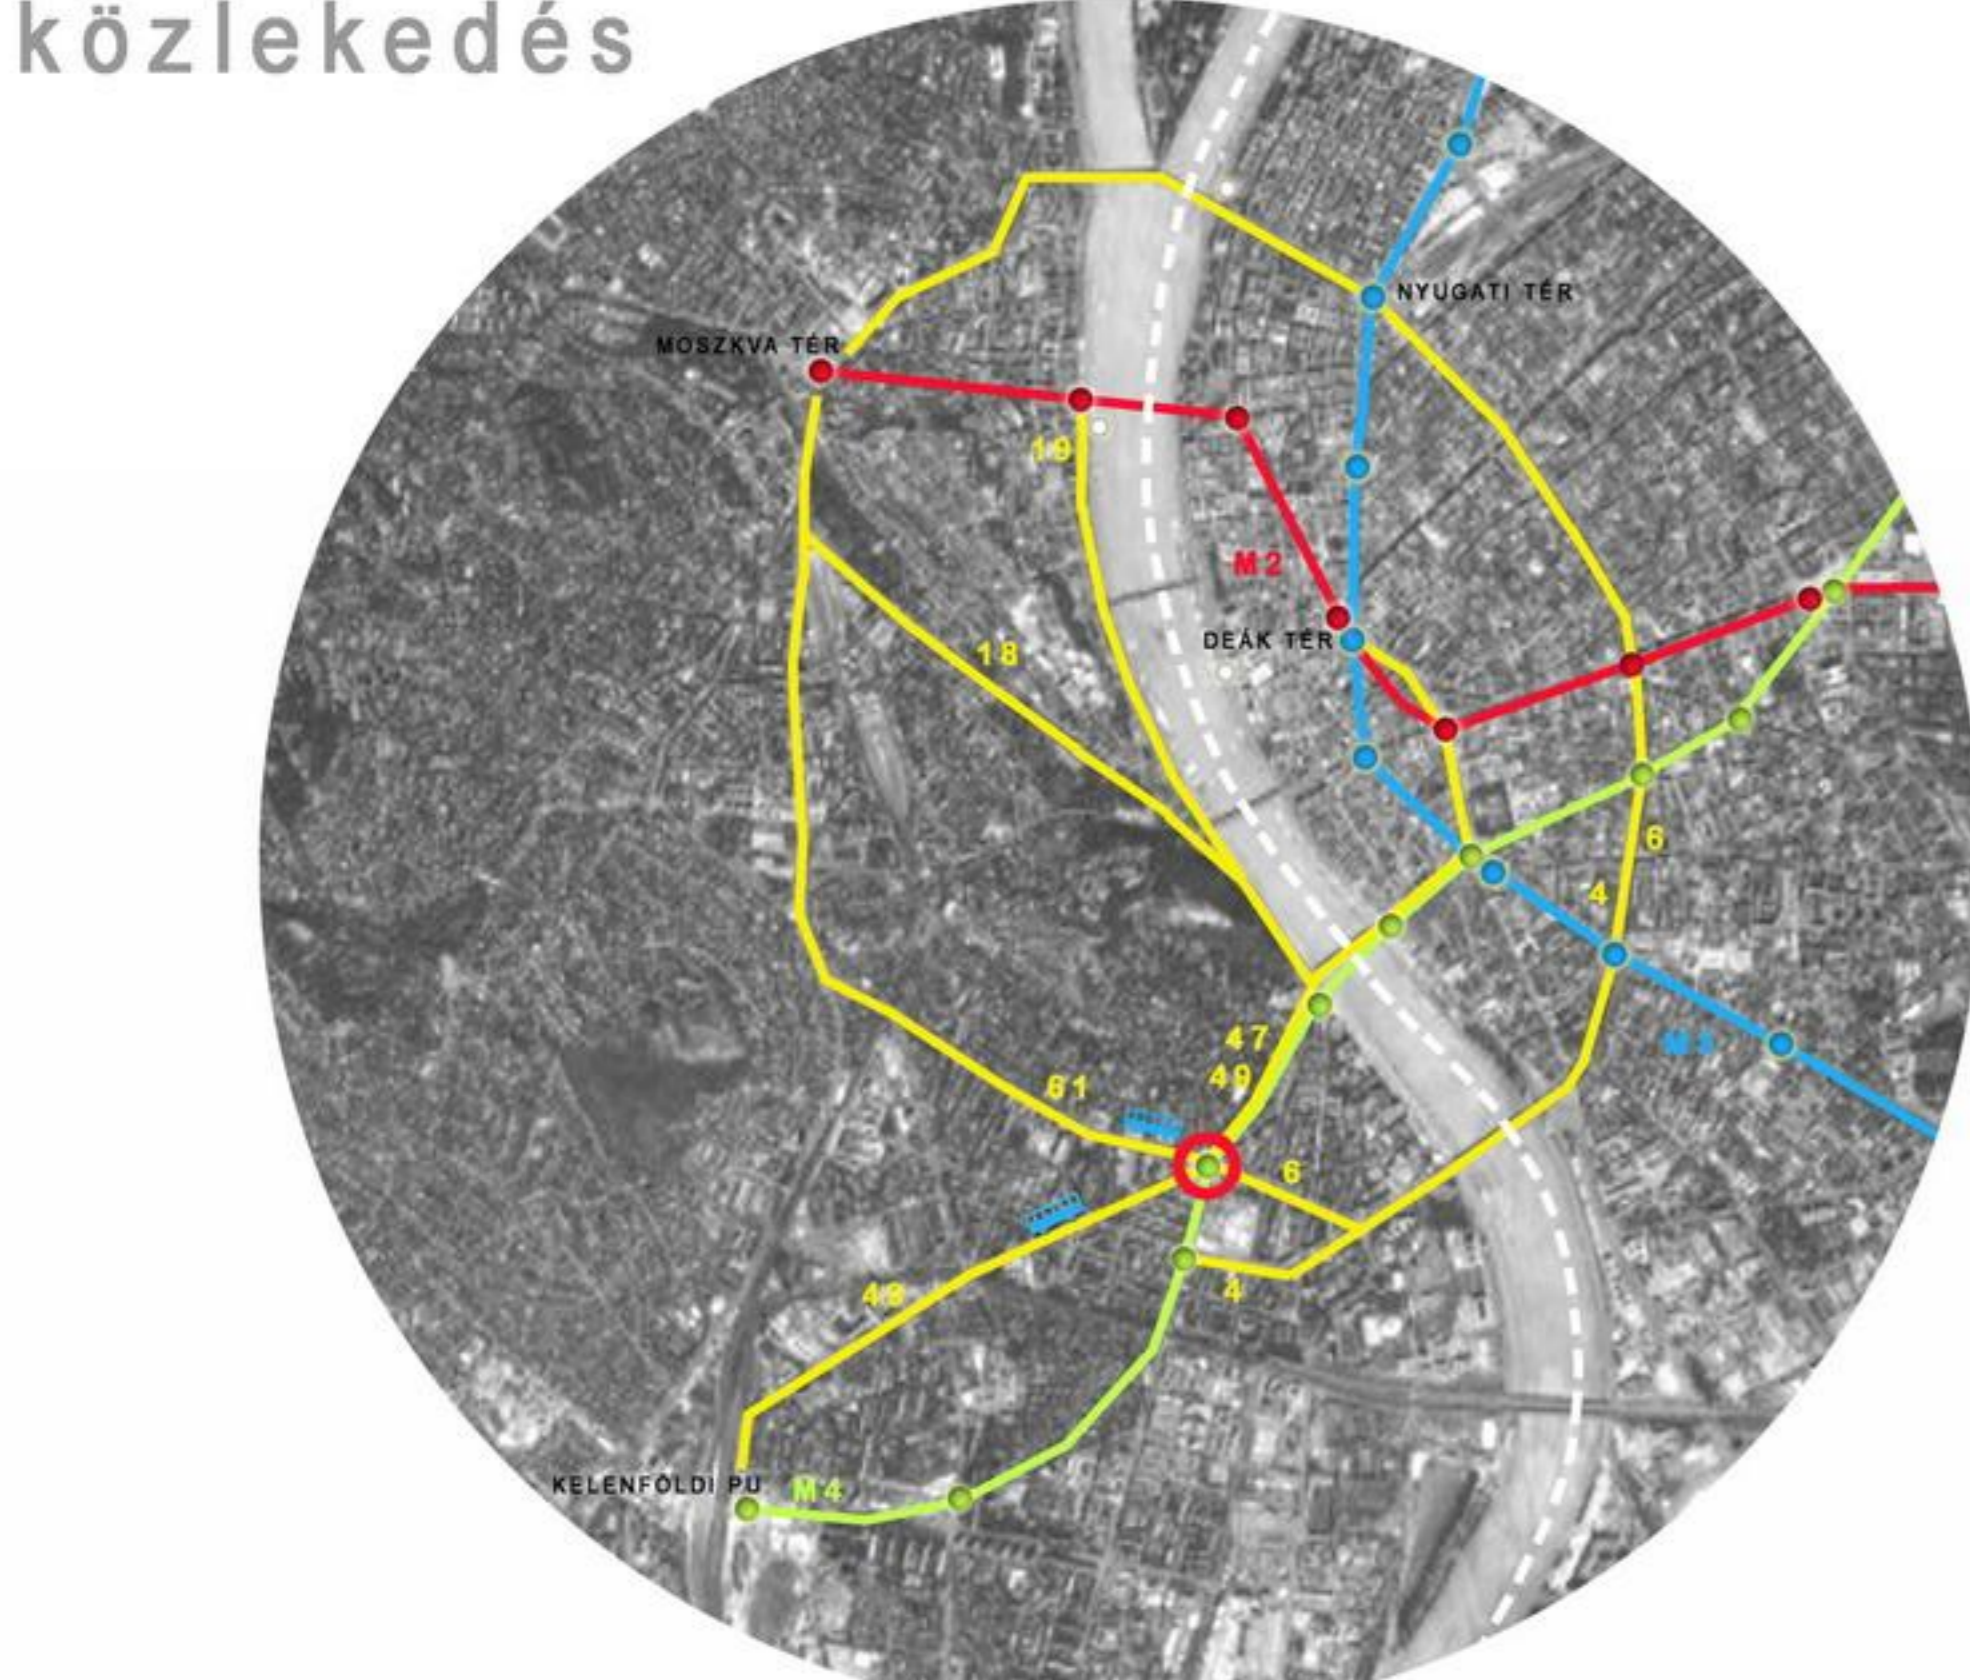 közlekedés
NYUGATI TÉR
MOSZKVA TÉR
19
M2
DEÁK TÉR
18
6
4
47
49
M3
61
6
49
4
KELENFÖLDI PU
M4